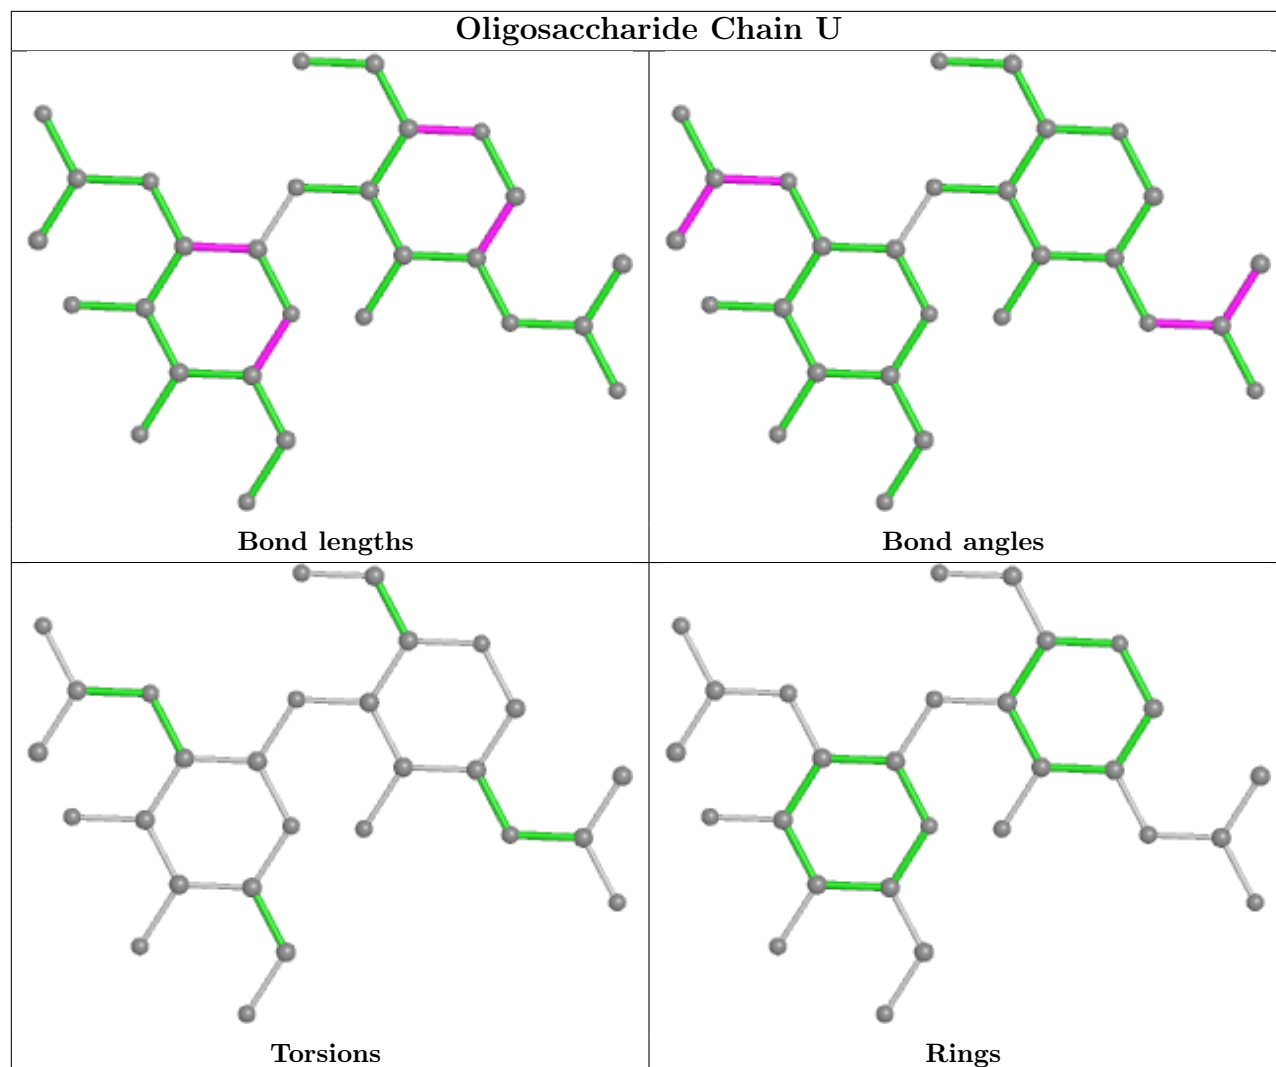 Oligosaccharide Chain U
Bond lengths
Bond angles
Torsions
Rings